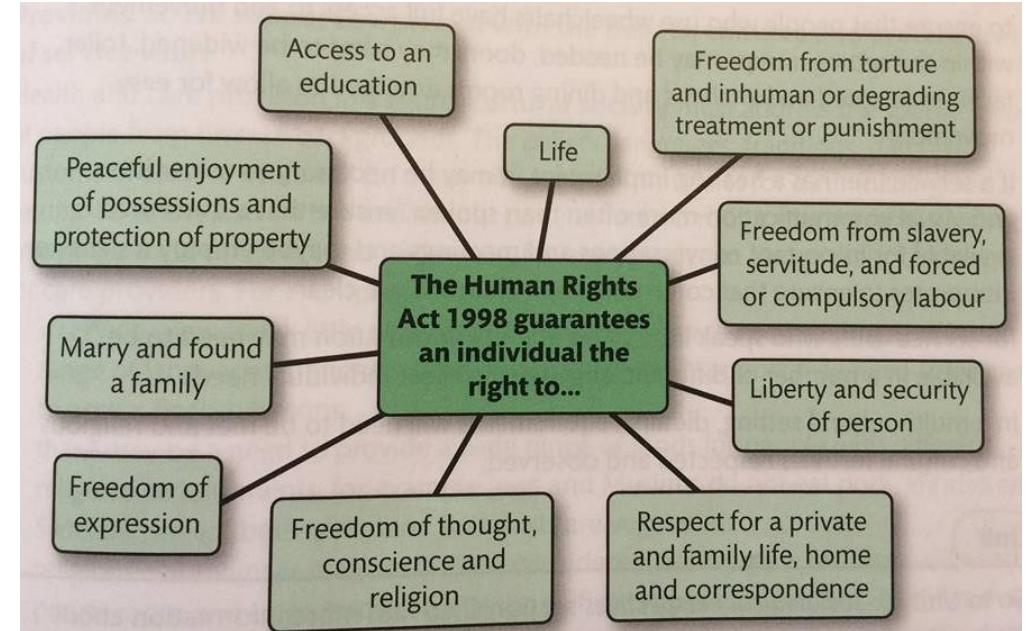 Access to an
education
Life
Freedom from torture
and inhuman or degrading
treatment or punishment
Peaceful enjoyment
of possessions and
protection of property
Freedom from slavery,
servitude, and forced
or compulsory labour
The Human Rights
Act 1998 guarantees
an individual the
right to...
Marry and found
a family
Liberty and security
of person
Freedom of
expression
Freedom of thought,
conscience and
religion
Respect for a private
and family life, home
and correspondence